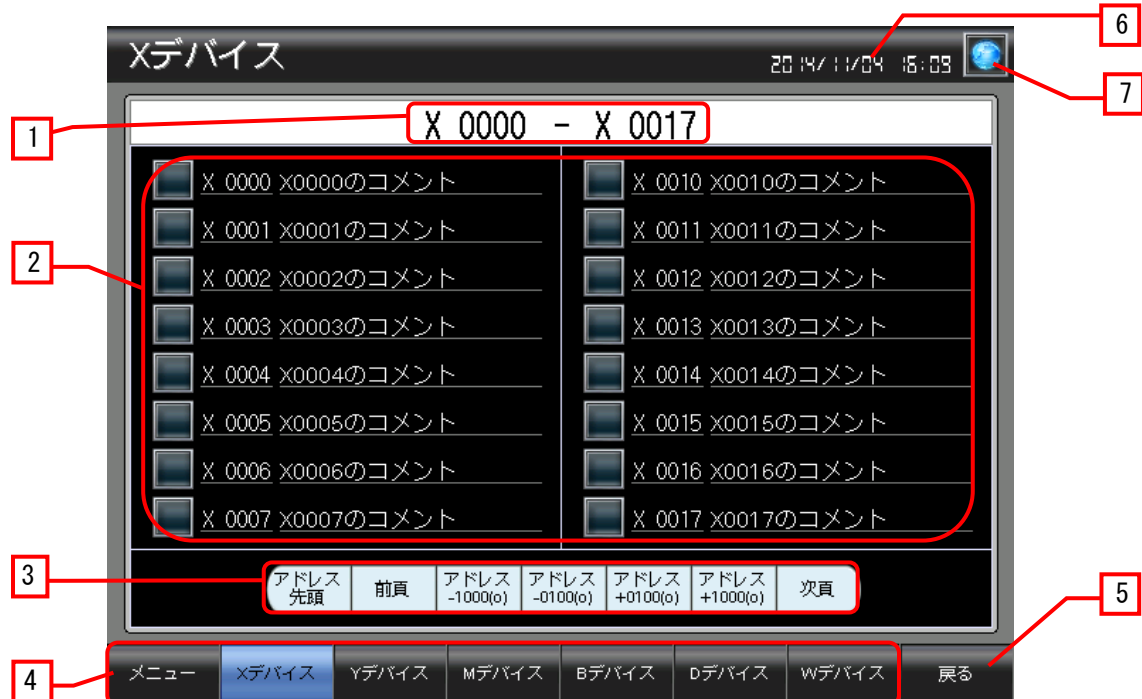 6
Xデバイス
2014/11/04 16:09
7
1
X 0000 - X 0017
X 0000 X0000のコメント
X 0010 X0010のコメント
X 0001 X0001のコメント
X 0011 X0011のコメント
2
X 0002 X0002のコメント
X 0012 X0012のコメント
X 0003 X0003のコメント
X 0013 X0013のコメント
X 0004 X0004のコメント
X 0014 X0014のコメント
X 0005 X0005のコメント
X 0015 X0015のコメント
X 0006 X0006のコメント
X 0016 X0016のコメント
X 0007 X0007のコメント
X 0017 X0017のコメント
3
アドレス
先頭
前頁
アドレス
-1000(o)
アドレス
-0100(o)
アドレス
+0100(o)
アドレス
+1000(o)
次頁
5
4
メニュー
Xデバイス
Yデバイス
Mデバイス
Bデバイス
Dデバイス
Wデバイス
戻る